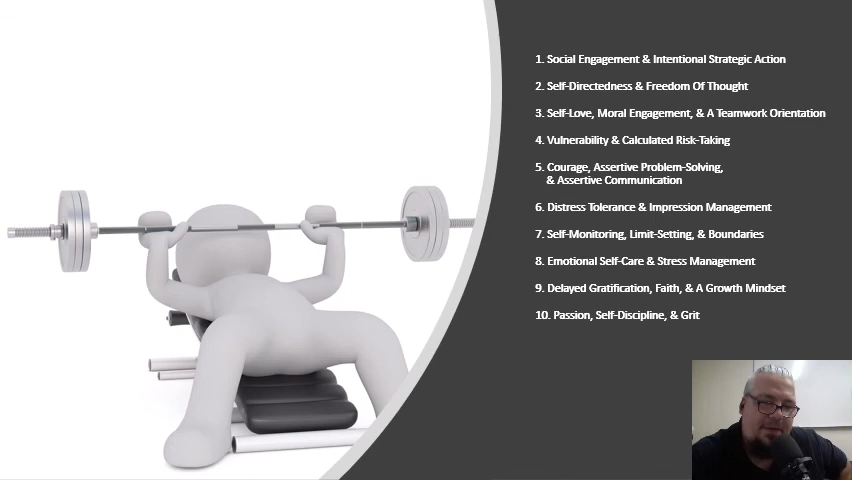 1. Social Engagement & Intentional Strategic Action
2. Self-Directedness & Freedom Of Thought
3. Self-Love, Moral Engagement, & A Teamwork Orientation
4. Vulnerability & Calculated Risk-Taking
5. Courage, Assertive Problem-Solving,
& Assertive Communication
6. Distress Tolerance & Impression Management
7. Self-Monitoring, Limit-Setting, & Boundaries
8. Emotional Self-Care & Stress Management
9. Delayed Gratification, Faith, & A Growth Mindset
10. Passion, Self-Discipline, & Grit